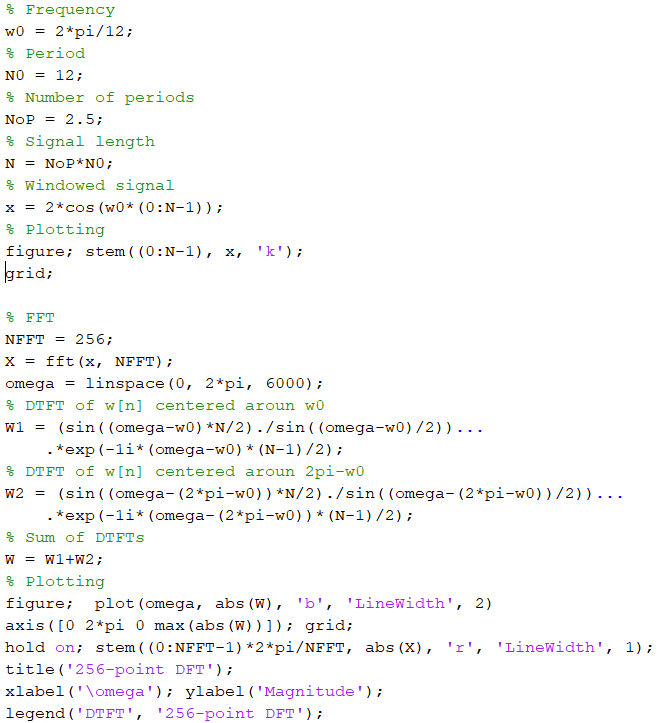 % Frequency
w0 = 2*pi/12;
% Period
N0 = 12;
% Number of periods
NoP = 2.5;
% Signal length
N = NoP*N0;
% Windowed signal
x = 2*cos(w0*(0:N-1));
% Plotting
figure; stem((0:N-1), x, 'k');
grid;
% FFT
NFFT = 256;
X = fft(x, NFFT);
omega = linspace(0, 2*pi, 6000);
% DTFT of w[n] centered aroun w0
W1 = (sin((omega-w0)*N/2)./sin((omega-w0)/2))...
.*exp(-1i*(omega-w0)*(N-1)/2);
% DTFT of w[n] centered aroun 2pi-w0
W2 = (sin((omega-(2*pi-w0))*N/2)./sin((omega-(2*pi-w0))/2))...
.*exp(-1i*(omega-(2*pi-w0))*(N-1)/2);
% Sum of DTFTs
W = W1+W2;
% Plotting
figure;  plot(omega, abs(W), 'b', 'LineWidth', 2)
axis([0 2*pi 0 max(abs(W))]); grid;
hold on; stem((0:NFFT-1)*2*pi/NFFT, abs(X), 'r', 'LineWidth', 1);
title('256-point DFT');
xlabel('\omega'); ylabel('Magnitude');
legend('DTFT', '256-point DFT');